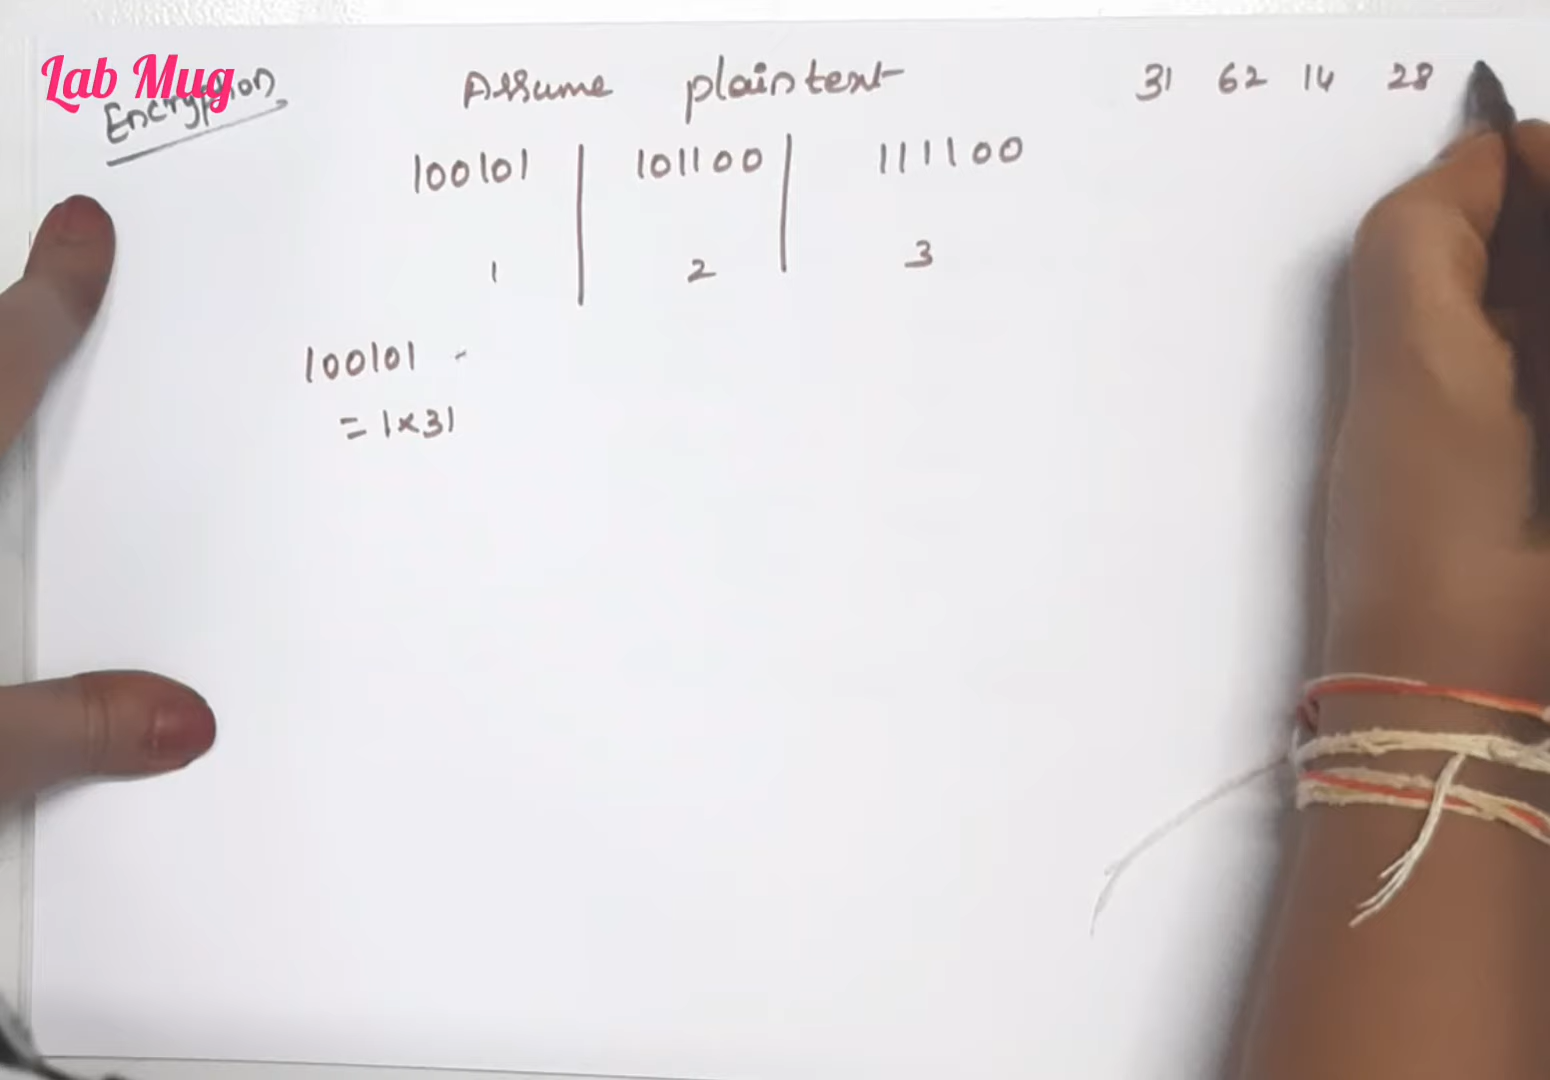 Lab Mug
Encryption
Assume plaintext 31 62 14 28
100101 | 101100 | 111100
1 2 3
100101 -
= 1×31